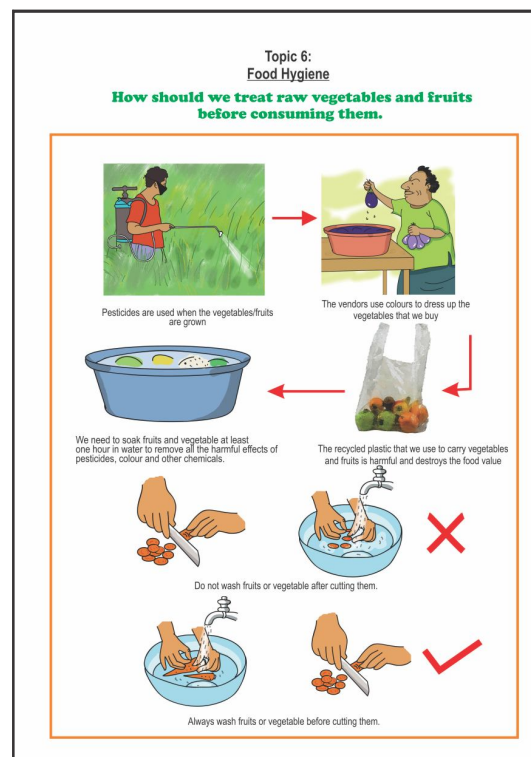 Topic 6:
Food Hygiene
How should we treat raw vegetables and fruits
before consuming them.
Pesticides are used when the vegetables/fruits
are grown
The vendors use colours to dress up the
vegetables that we buy
We need to soak fruits and vegetable at least
one hour in water to remove all the harmful effects of
pesticides, colour and other chemicals.
The recycled plastic that we use to carry vegetables
and fruits is harmful and destroys the food value
Do not wash fruits or vegetable after cutting them.
Always wash fruits or vegetable before cutting them.